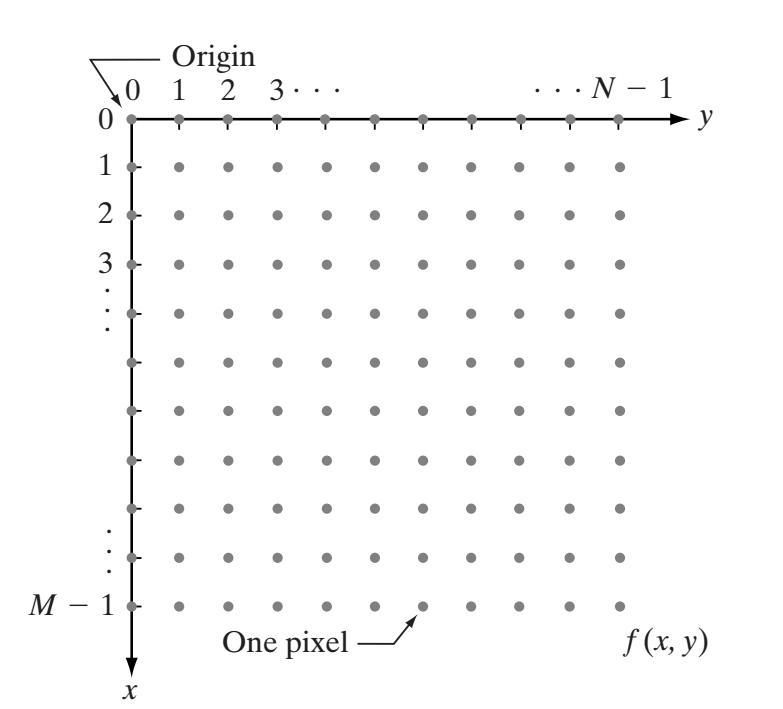 Origin
0 1 2 3 · · · · · · N − 1
0 y
1
2
3
·
·
·
·
·
·
M − 1
One pixel f(x, y)
x